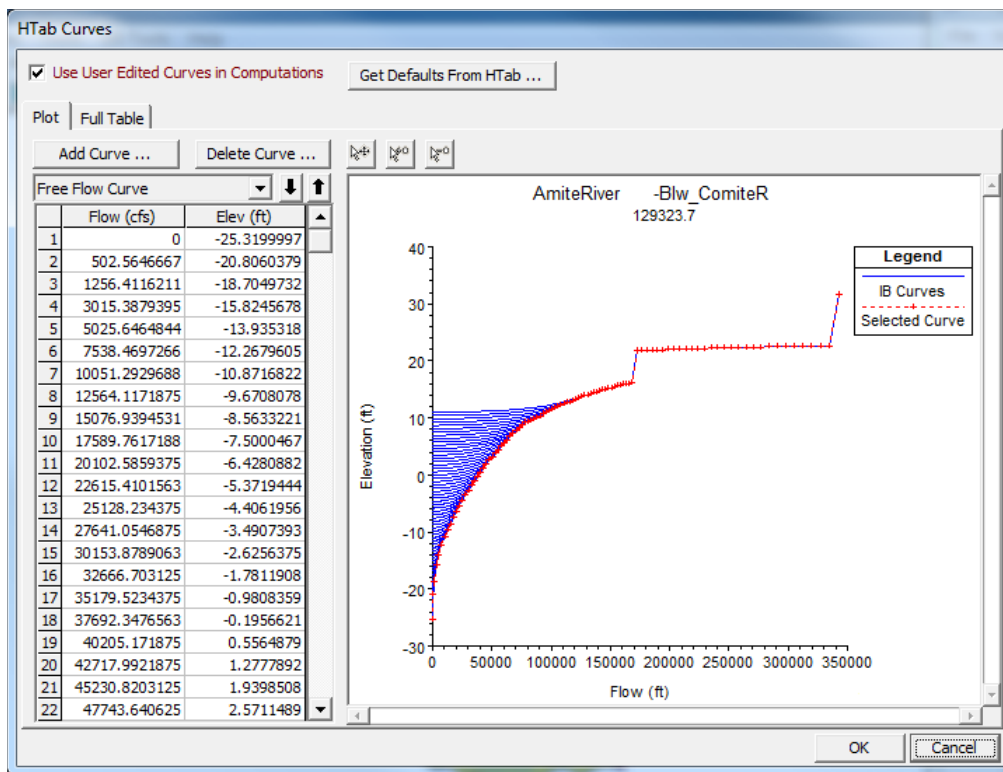 HTab Curves
Use User Edited Curves in Computations
Get Defaults From HTab ...
Plot
Full Table
Add Curve ...
Delete Curve ...
Free Flow Curve
Flow (cfs) Elev (ft)
1 0 -25.3199997
2 502.5646667 -20.8060379
3 1256.4116211 -18.7049732
4 3015.3879395 -15.8245678
5 5025.6464844 -13.935318
6 7538.4697266 -12.2679605
7 10051.2929688 -10.8716822
8 12564.1171875 -9.6708078
9 15076.9394531 -8.5633221
10 17589.7617188 -7.5000467
11 20102.5859375 -6.4280882
12 22615.4101563 -5.3719444
13 25128.234375 -4.4061956
14 27641.0546875 -3.4907393
15 30153.8789063 -2.6256375
16 32666.703125 -1.7811908
17 35179.5234375 -0.9808359
18 37692.3476563 -0.1956621
19 40205.171875 0.5564879
20 42717.9921875 1.2777892
21 45230.8203125 1.9398508
22 47743.640625 2.5711489
AmiteRiver -Blw_ComiteR
129323.7
Legend
IB Curves
Selected Curve
Elevation (ft)
40
30
20
10
0
-10
-20
-30
0 50000 100000 150000 200000 250000 300000 350000
Flow (ft)
OK
Cancel